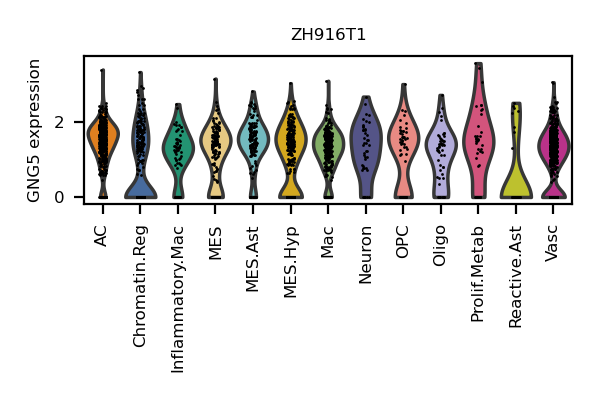 ZH916T1
GNG5 expression
2
0
AC
Chromatin.Reg
Inflammatory.Mac
MES
MES.Ast
MES.Hyp
Mac
Neuron
OPC
Oligo
Prolif.Metab
Reactive.Ast
Vasc